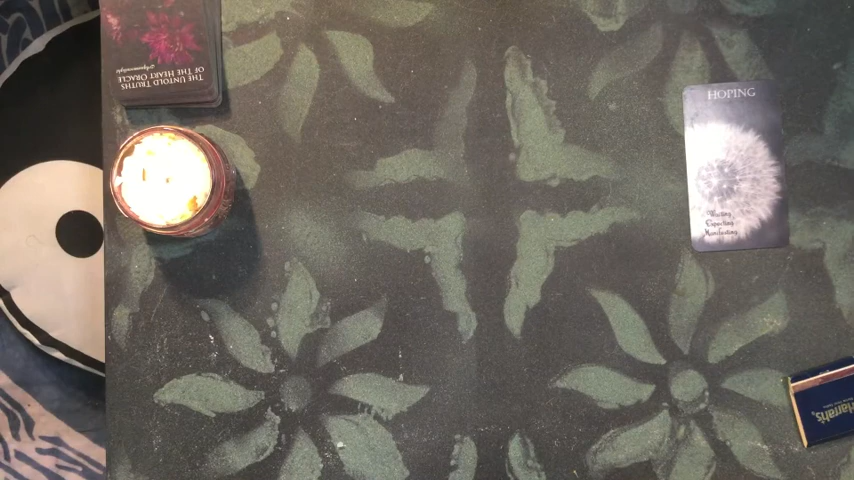 THE UNTOLD TRUTHS
OF THE HEART ORACLE
HOPING
Waiting
Expecting
Manifesting
Harrah's